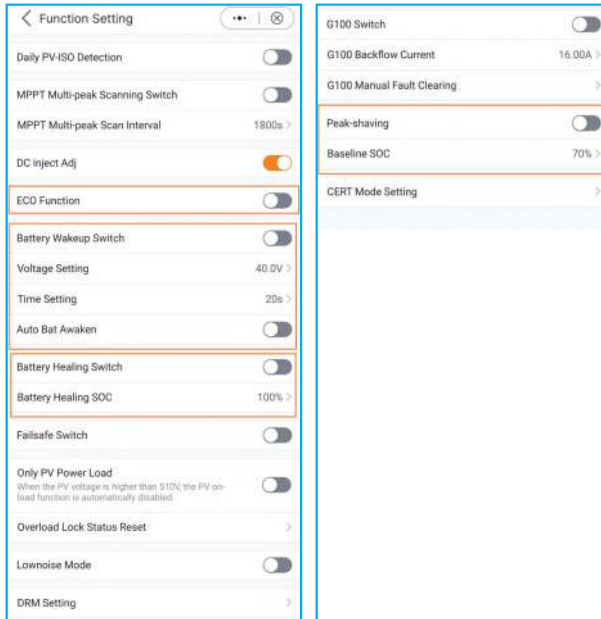 Function Setting
Daily PV-ISO Detection
MPPT Multi-peak Scanning Switch
MPPT Multi-peak Scan Interval 1800s
DC inject Adj
ECO Function
Battery Wakeup Switch
Voltage Setting 40.0V
Time Setting 20s
Auto Bat Awaken
Battery Healing Switch
Battery Healing SOC 100%
Failsafe Switch
Only PV Power Load
When the PV voltage is higher than 510V, the PV on-
load function is automatically disabled.
Overload Lock Status Reset
Lownoise Mode
DRM Setting
G100 Switch
G100 Backflow Current 16.00A
G100 Manual Fault Clearing
Peak-shaving
Baseline SOC 70%
CERT Mode Setting